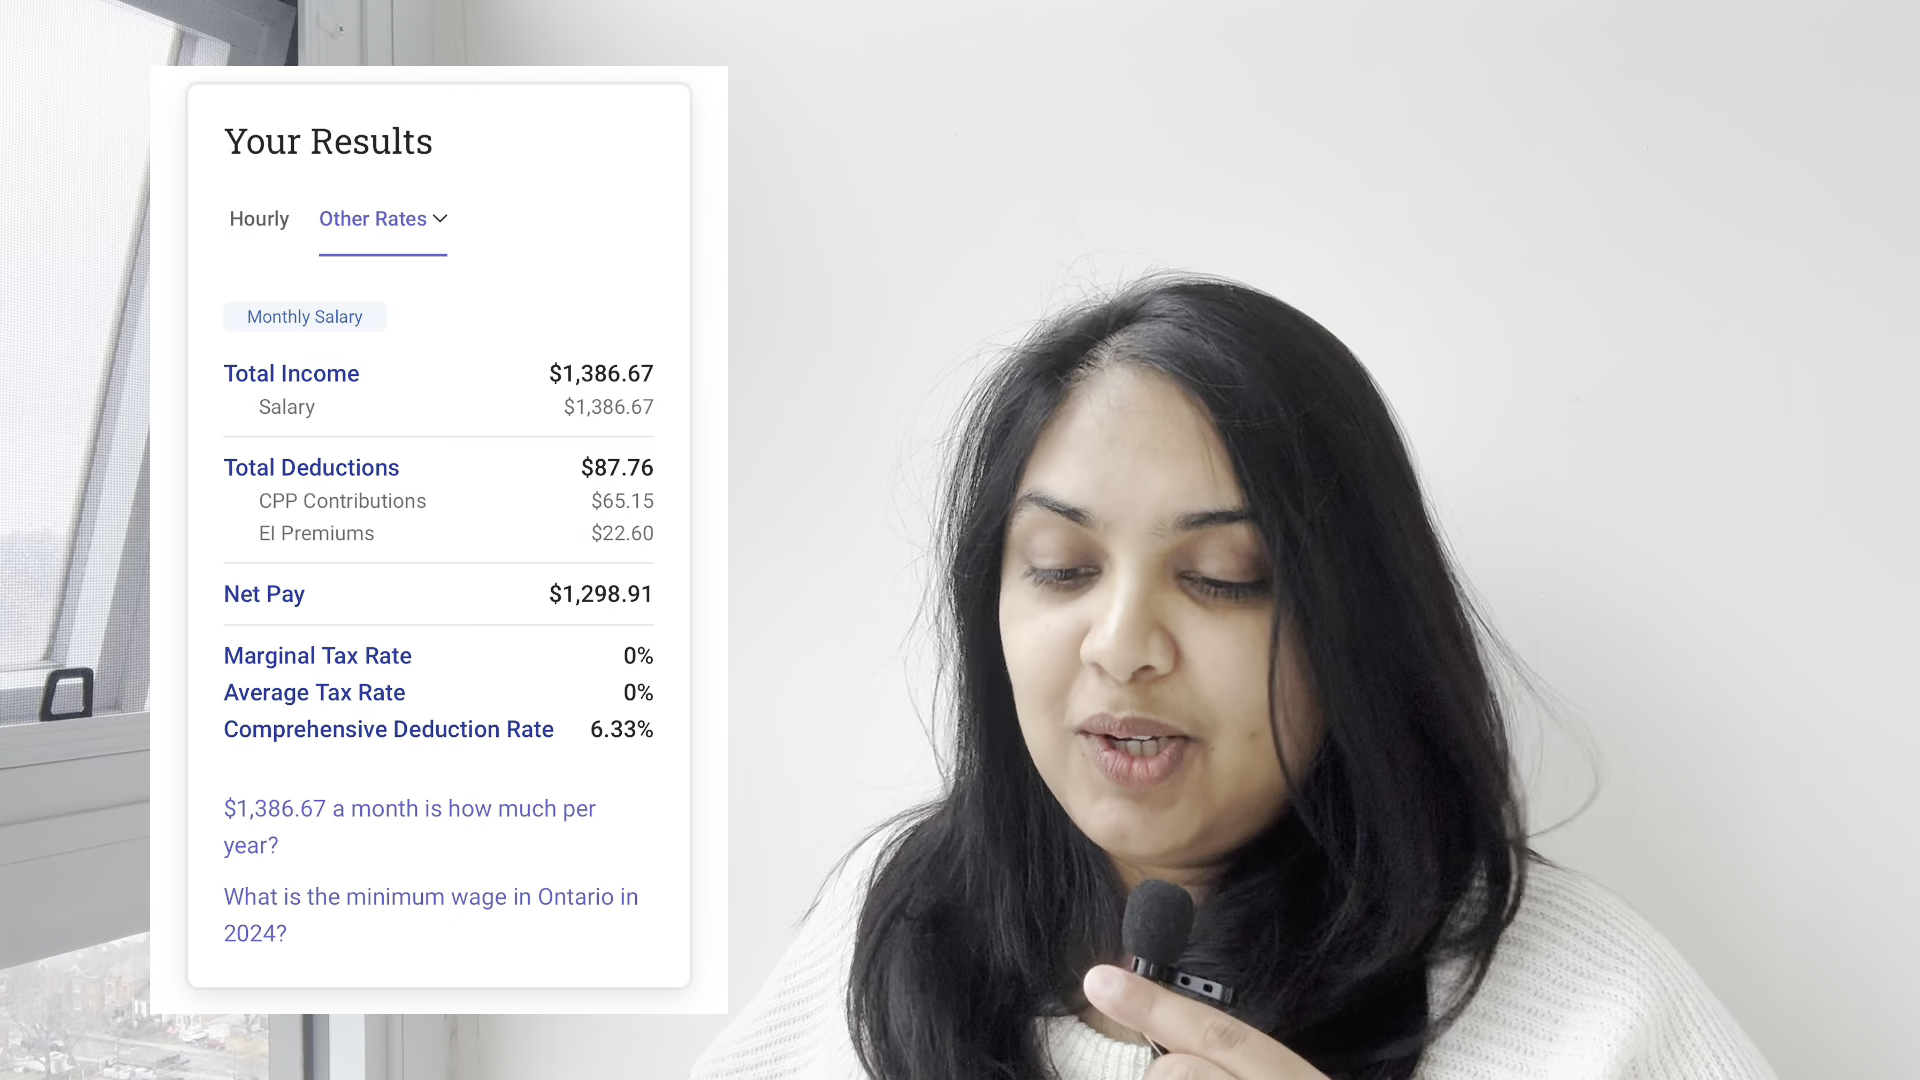 Your Results
Hourly Other Rates
Monthly Salary
Total Income $1,386.67
Salary $1,386.67
Total Deductions $87.76
CPP Contributions $65.15
EI Premiums $22.60
Net Pay $1,298.91
Marginal Tax Rate 0%
Average Tax Rate 0%
Comprehensive Deduction Rate 6.33%
$1,386.67 a month is how much per
year?
What is the minimum wage in Ontario in
2024?